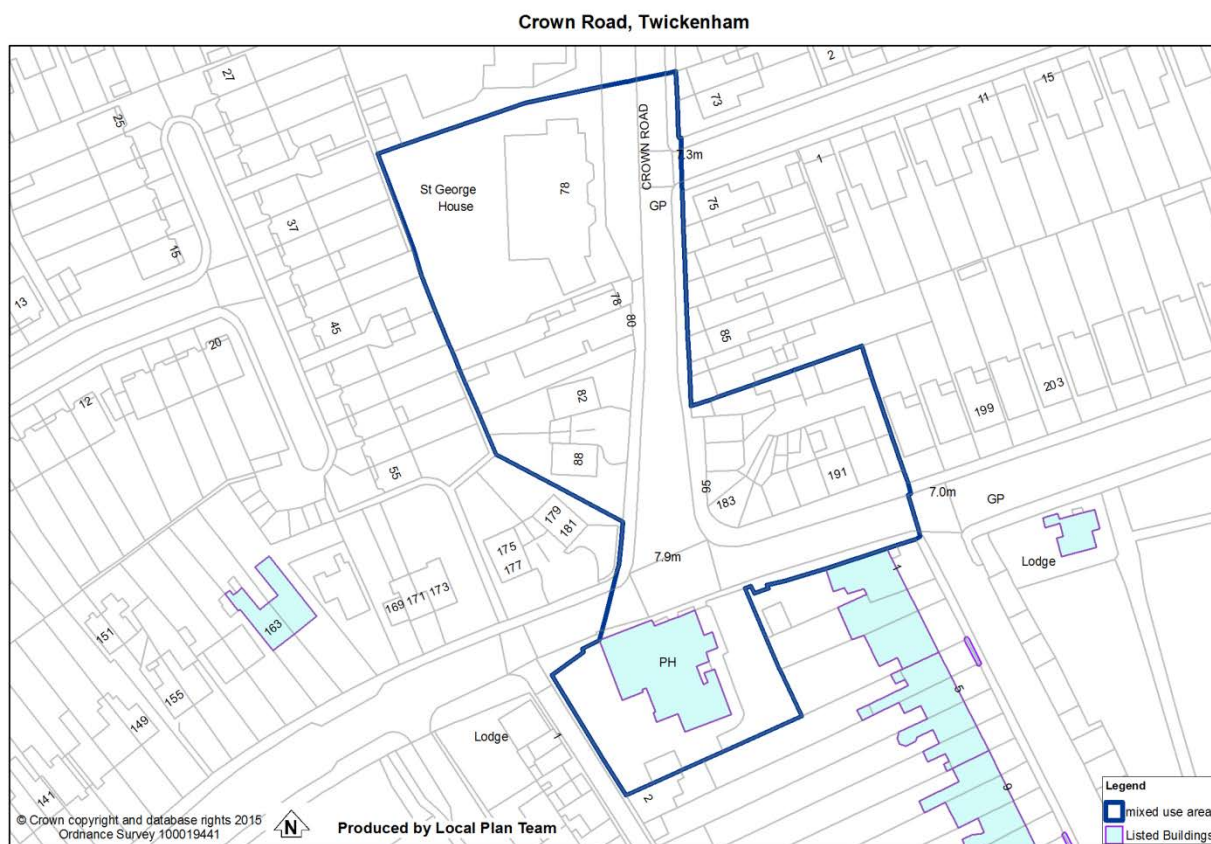 Crown Road, Twickenham
27
25
37
15
13
45
20
12
55
St George
House
78
CROWN ROAD
GP
7.3m
73
2
75
1
11
15
78
80
85
82
88
95
183
191
199
203
7.0m
GP
7.9m
179
181
175
177
169
171
173
163
151
155
149
141
Lodge
1
2
PH
Lodge
1
5
9
© Crown copyright and database rights 2015
Ordnance Survey 100019441
N
Produced by Local Plan Team
Legend
mixed use area
Listed Buildings